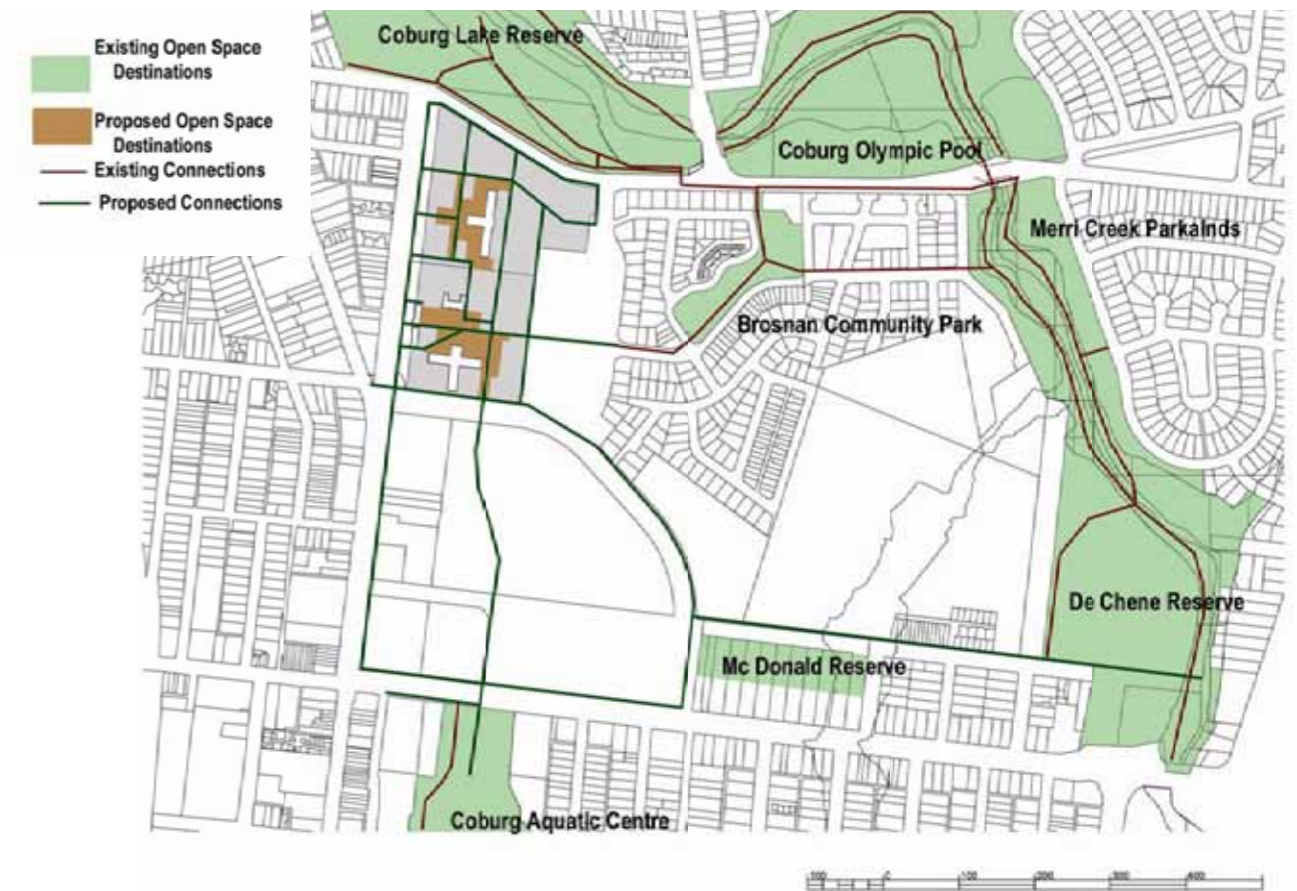 Existing Open Space
Destinations
Proposed Open Space
Destinations
Existing Connections
Proposed Connections
Coburg Lake Reserve
Coburg Olympic Pool
Merri Creek Parkalnds
Brosnan Community Park
De Chene Reserve
Mc Donald Reserve
Coburg Aquatic Centre
100 0 100 200 300 400